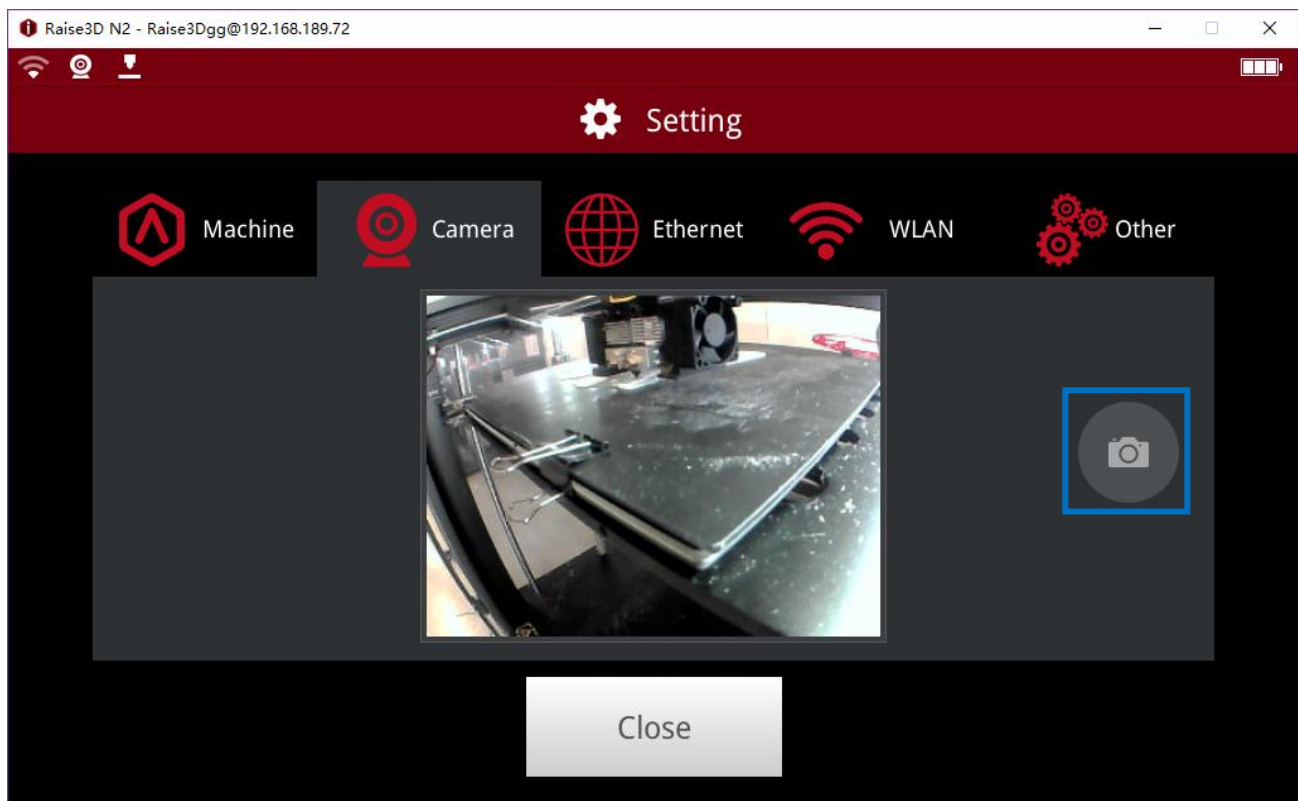 Raise3D N2 - Raise3Dgg@192.168.189.72
Setting
Machine
Camera
Ethernet
WLAN
Other
Close